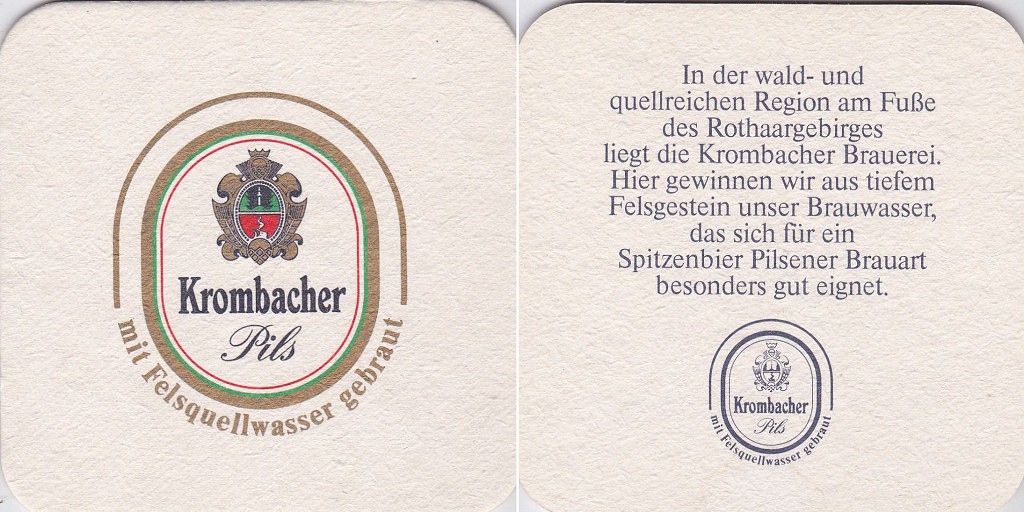 Krombacher
Pils
mit Felsquellwasser gebraut
In der wald- und
quellreichen Region am Fuße
des Rothaargebirges
liegt die Krombacher Brauerei.
Hier gewinnen wir aus tiefem
Felsgestein unser Brauwasser,
das sich für ein
Spitzenbier Pilsener Brauart
besonders gut eignet.
Krombacher
Pils
mit Felsquellwasser gebraut